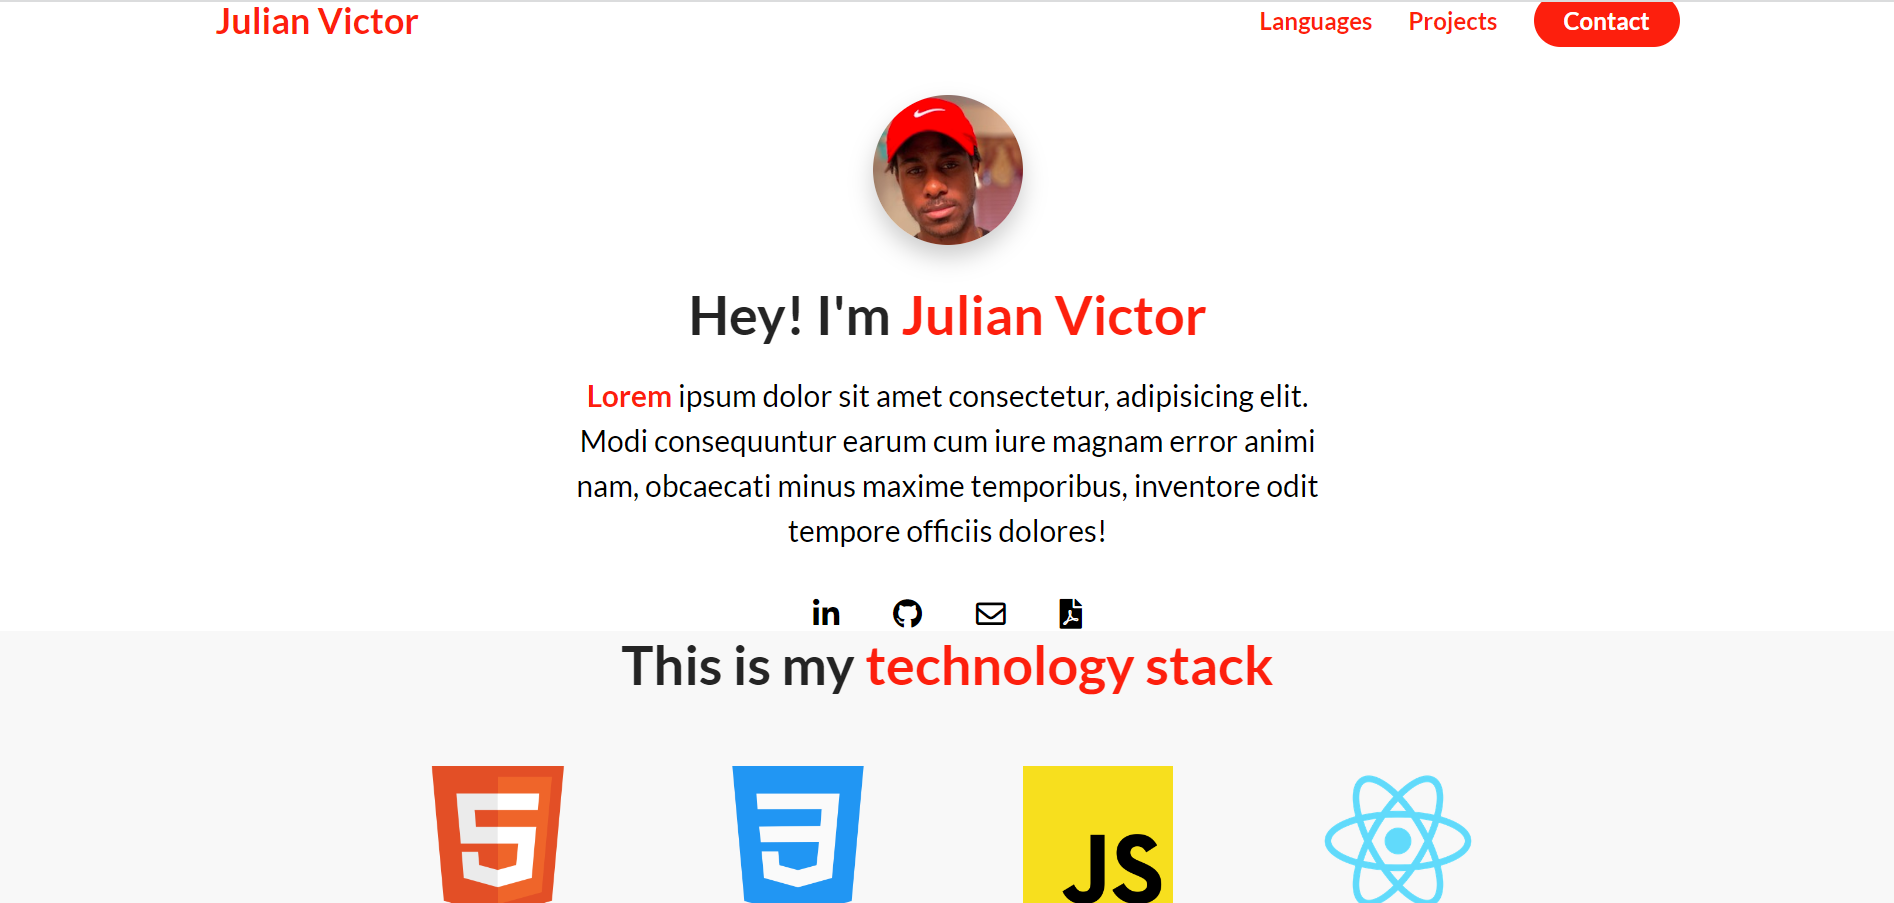 Julian Victor
Languages Projects Contact
Hey! I'm Julian Victor
Lorem ipsum dolor sit amet consectetur, adipisicing elit.
Modi consequuntur earum cum iure magnam error animi
nam, obcaecati minus maxime temporibus, inventore odit
tempore officiis dolores!
in
This is my technology stack
5
3
JS